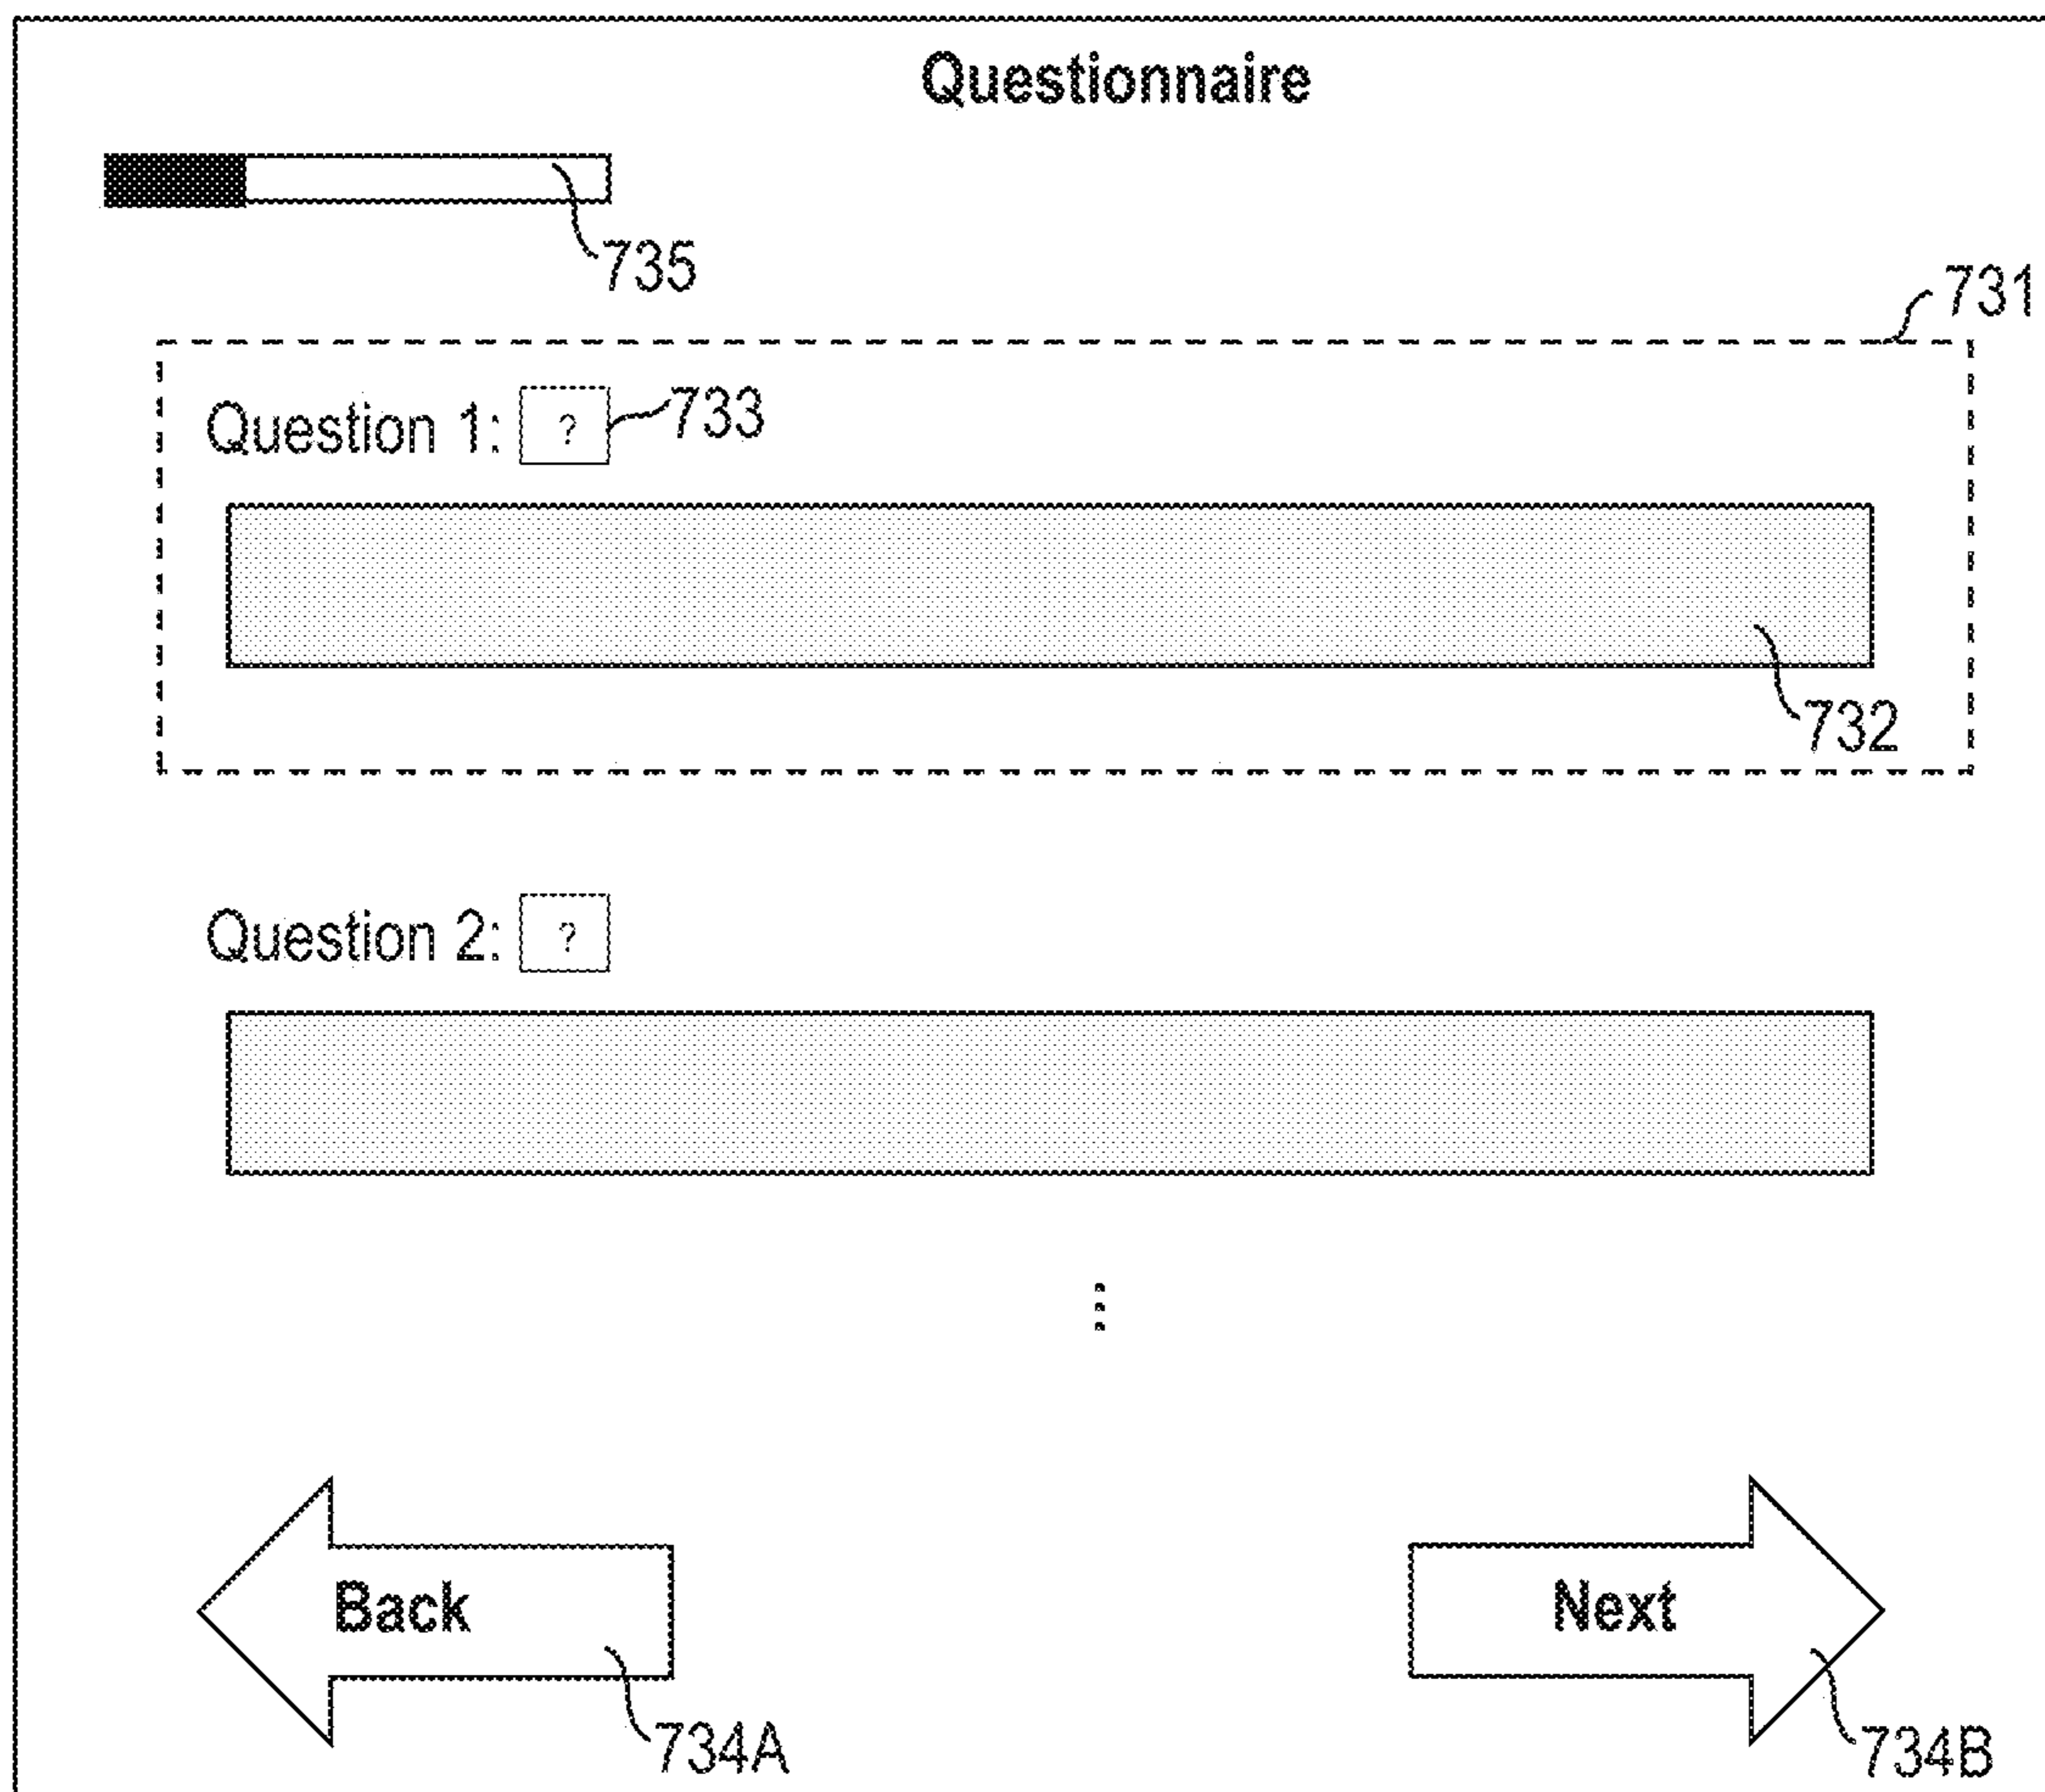 Questionnaire
735
731
Question 1: ? 733
732
Question 2: ?
Back
Next
734A
734B